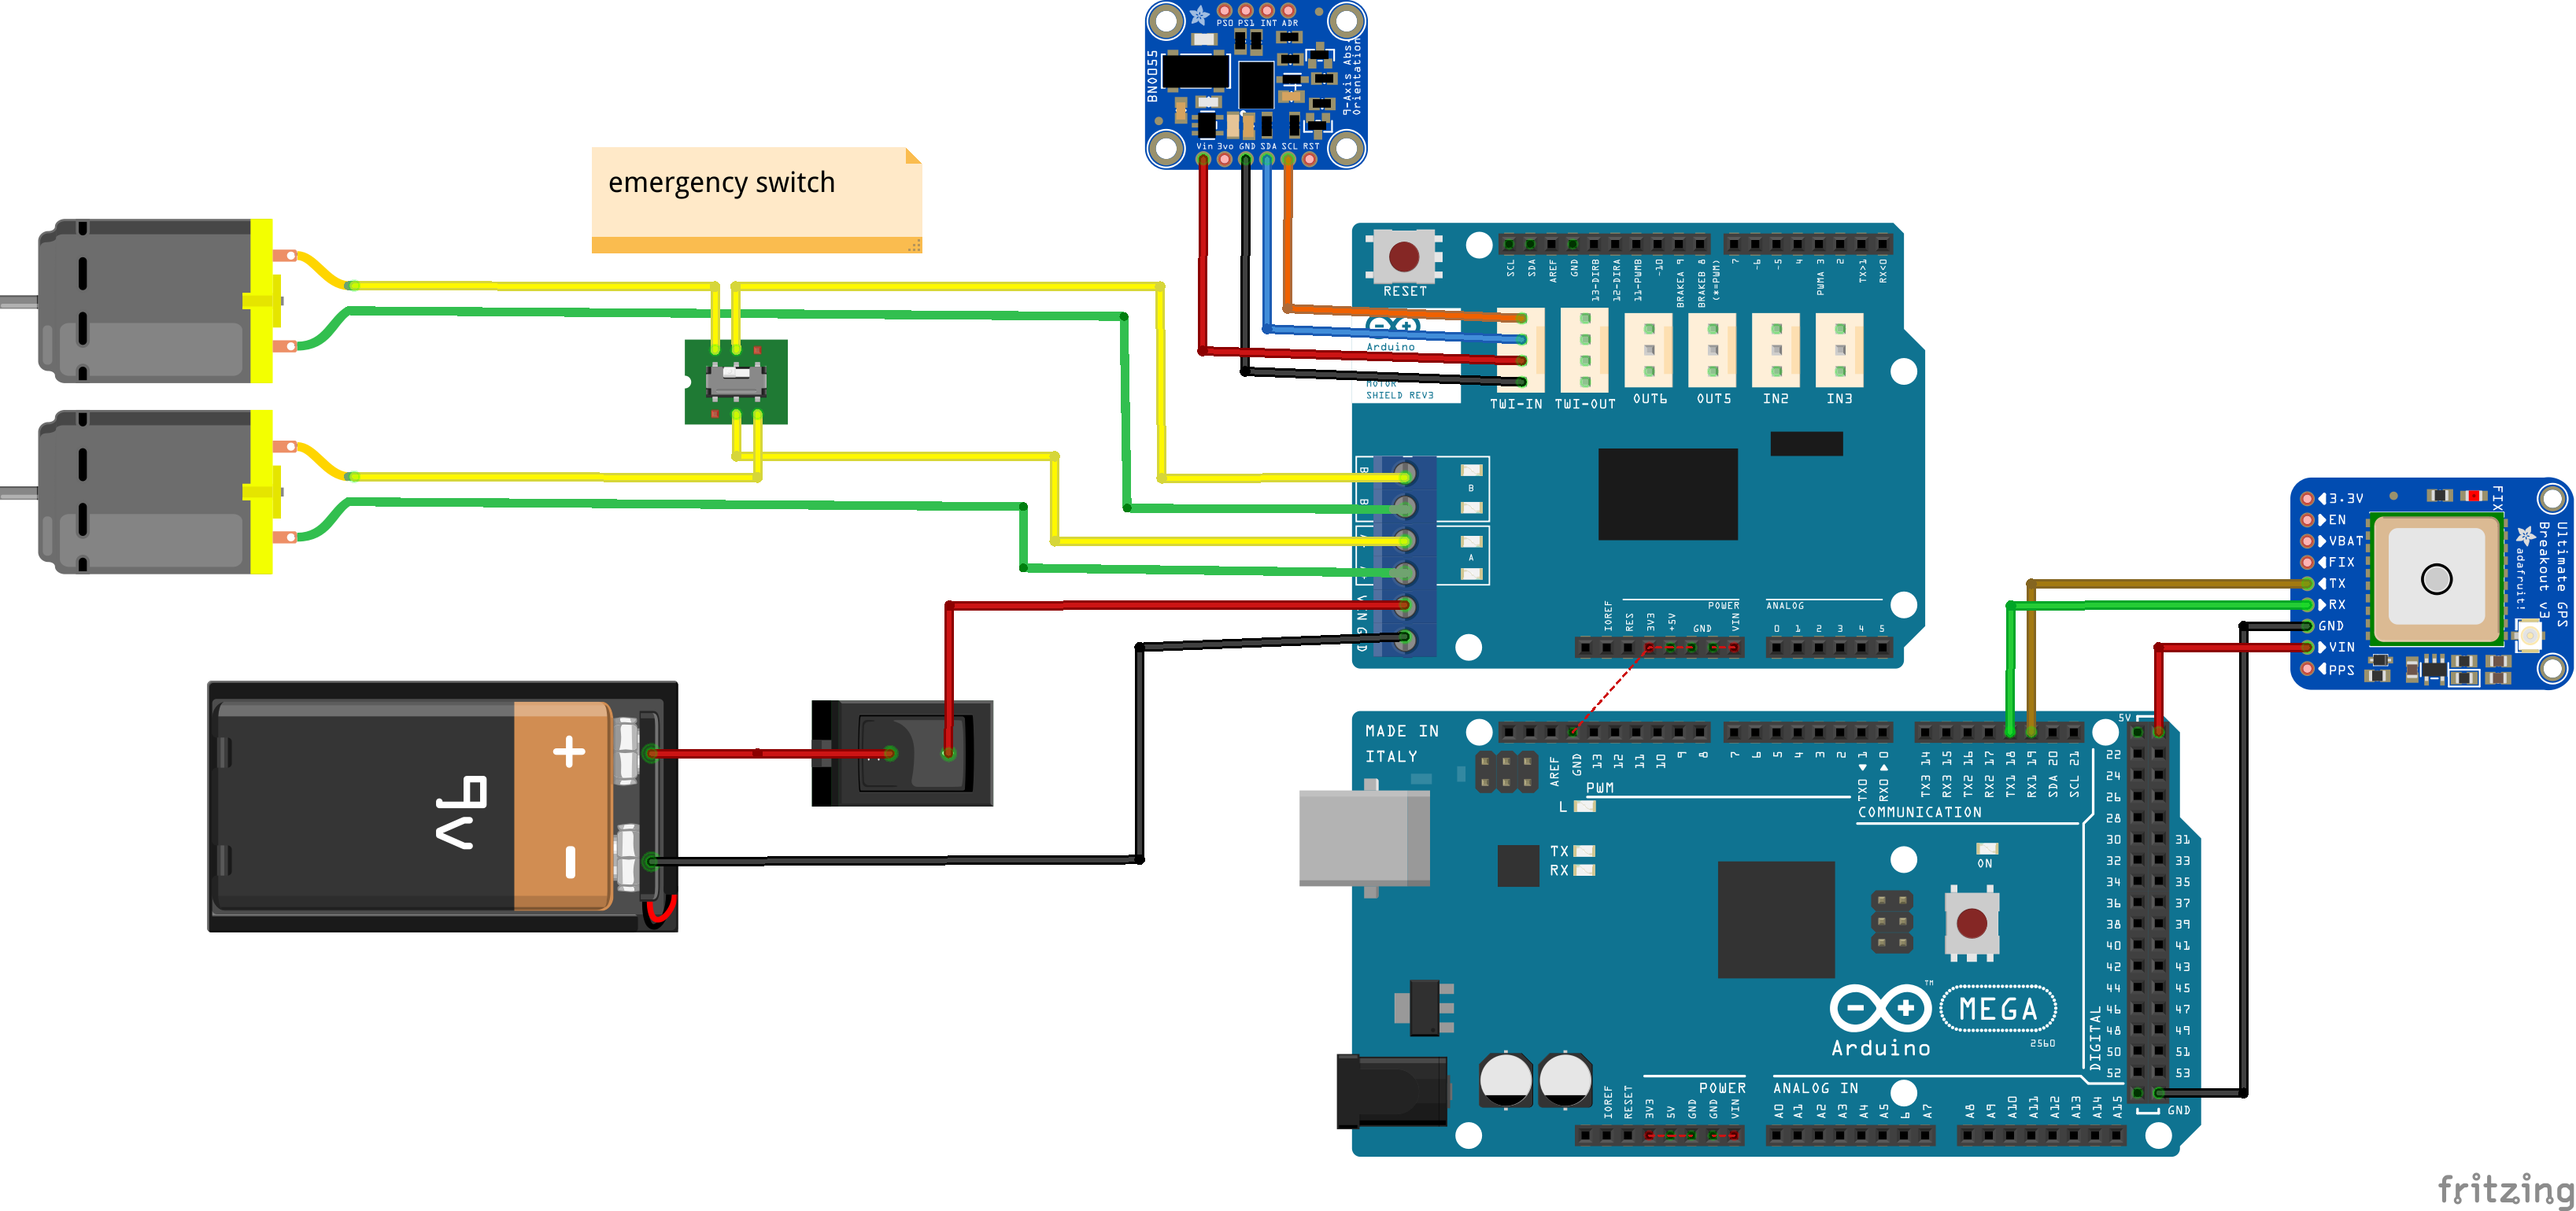 PS0 PS1 INT ADR
BNO055
9-Axis Abs.
Orientation
Vin 3vo GND SDA SCL RST
emergency switch
RESET
SCL
SDA
AREF
GND
13-DIRB
12-DIRA
11-PWMB
-10
BRAKEA 9
BRAKEB 8
(*=PWM)
7
-6
-5
4
PWMA 3
2
TX>1
RX<0
Arduino
MOTOR
SHIELD REV3
TWI-IN TWI-OUT OUT6 OUT5 IN2 IN3
B
B
B
A
VIN GND
IOREF
RES
3V3
+5V
GND
VIN
POWER
ANALOG
0 1 2 3 4 5
3.3V
EN
VBAT
FIX
TX
RX
GND
VIN
PPS
FIX
Ultimate GPS
Breakout v3
adafruit!
9V
+
-
MADE IN
ITALY
AREF
GND
13
12
11
10
9
8
7
6
5
4
3
2
TX0 1
RX0 0
TX3 14
RX3 15
TX2 16
RX2 17
TX1 18
RX1 19
SDA 20
SCL 21
PWM
COMMUNICATION
L
TX
RX
ON
5V
22
24
26
28
30 31
32 33
34 35
36 37
38 39
40 41
42 43
44 45
46 47
48 49
50 51
52 53
GND
DIGITAL
TM
MEGA
2560
Arduino
POWER
ANALOG IN
IOREF
RESET
3V3
5V
GND
GND
VIN
A0
A1
A2
A3
A4
A5
6
A7
A8
A9
A10
A11
A12
A13
A14
A15
fritzing